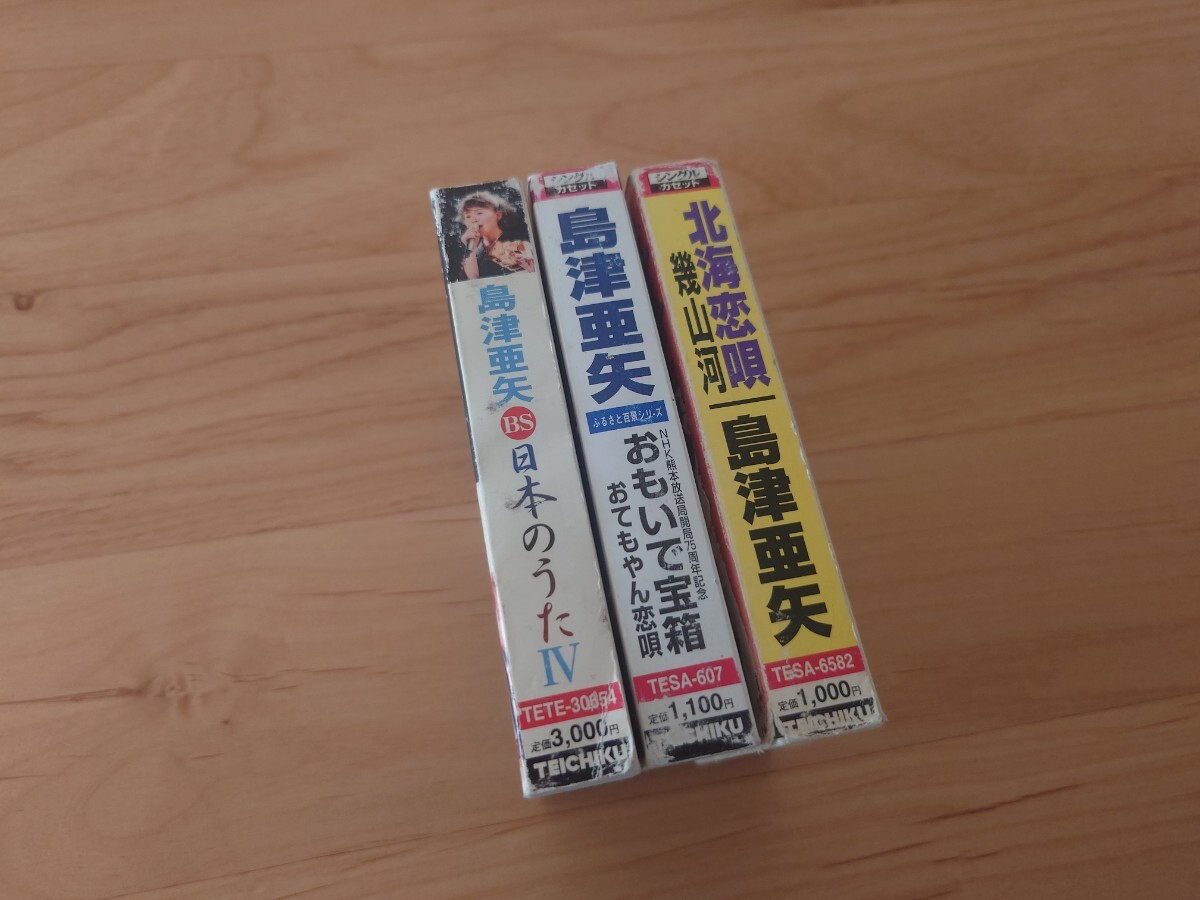 島津亜矢
BS
日本のうた
IV
TETE-30654
定価3,000円
TEICHIKU
シングル
カセット
島津亜矢
ふるさと百景シリーズ
NHK熊本放送局開局75周年記念
おもいで宝箱
おてもやん恋唄
TESA-607
定価1,100円
TEICHIKU
シングル
カセット
北海恋唄
幾山河
島津亜矢
TESA-6582
定価1,000円
TEICHIKU